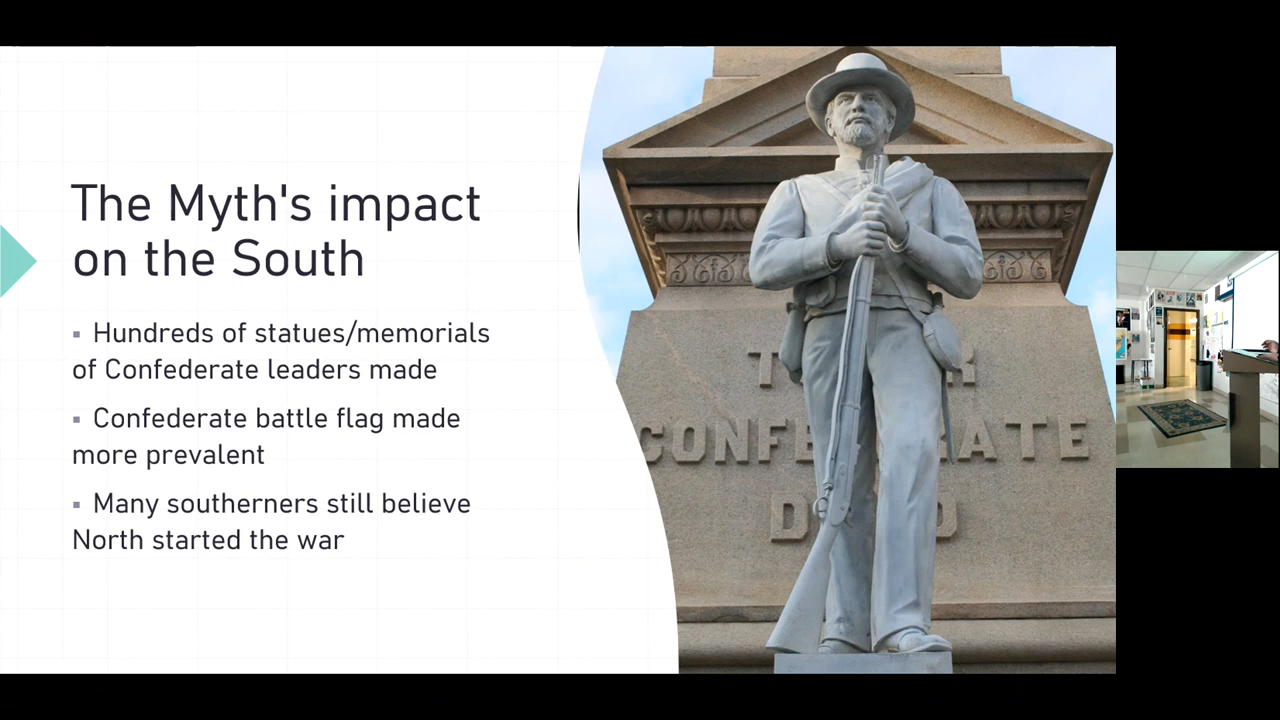 The Myth's impact
on the South
▪ Hundreds of statues/memorials
of Confederate leaders made
▪ Confederate battle flag made
more prevalent
▪ Many southerners still believe
North started the war